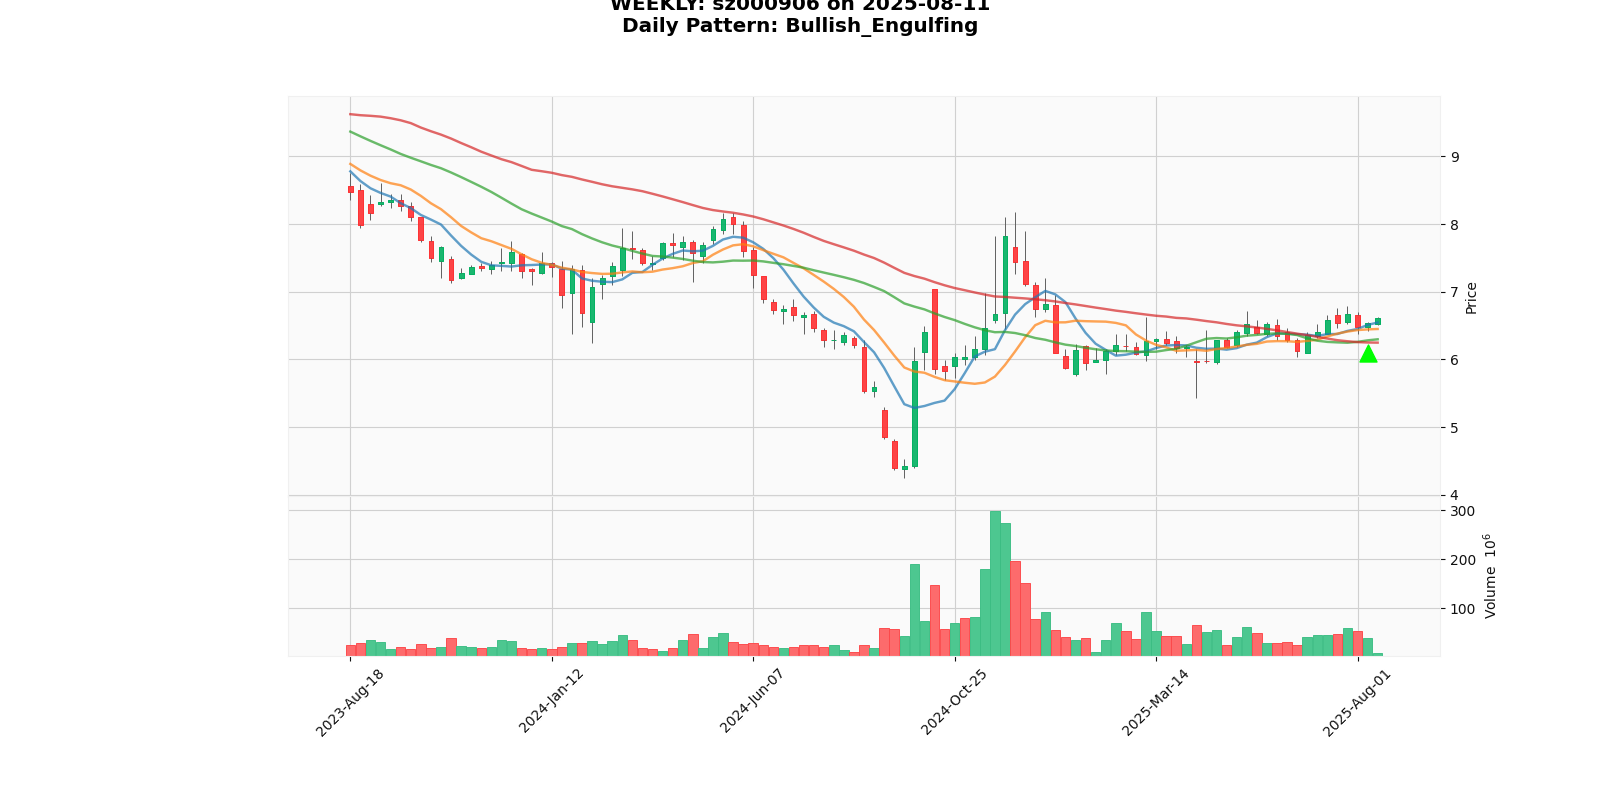 WEEKLY: sz000906 on 2025-08-11
Daily Pattern: Bullish_Engulfing
9
8
7
6
5
4
Price
300
200
100
Volume 10⁶
2023-Aug-18
2024-Jan-12
2024-Jun-07
2024-Oct-25
2025-Mar-14
2025-Aug-01